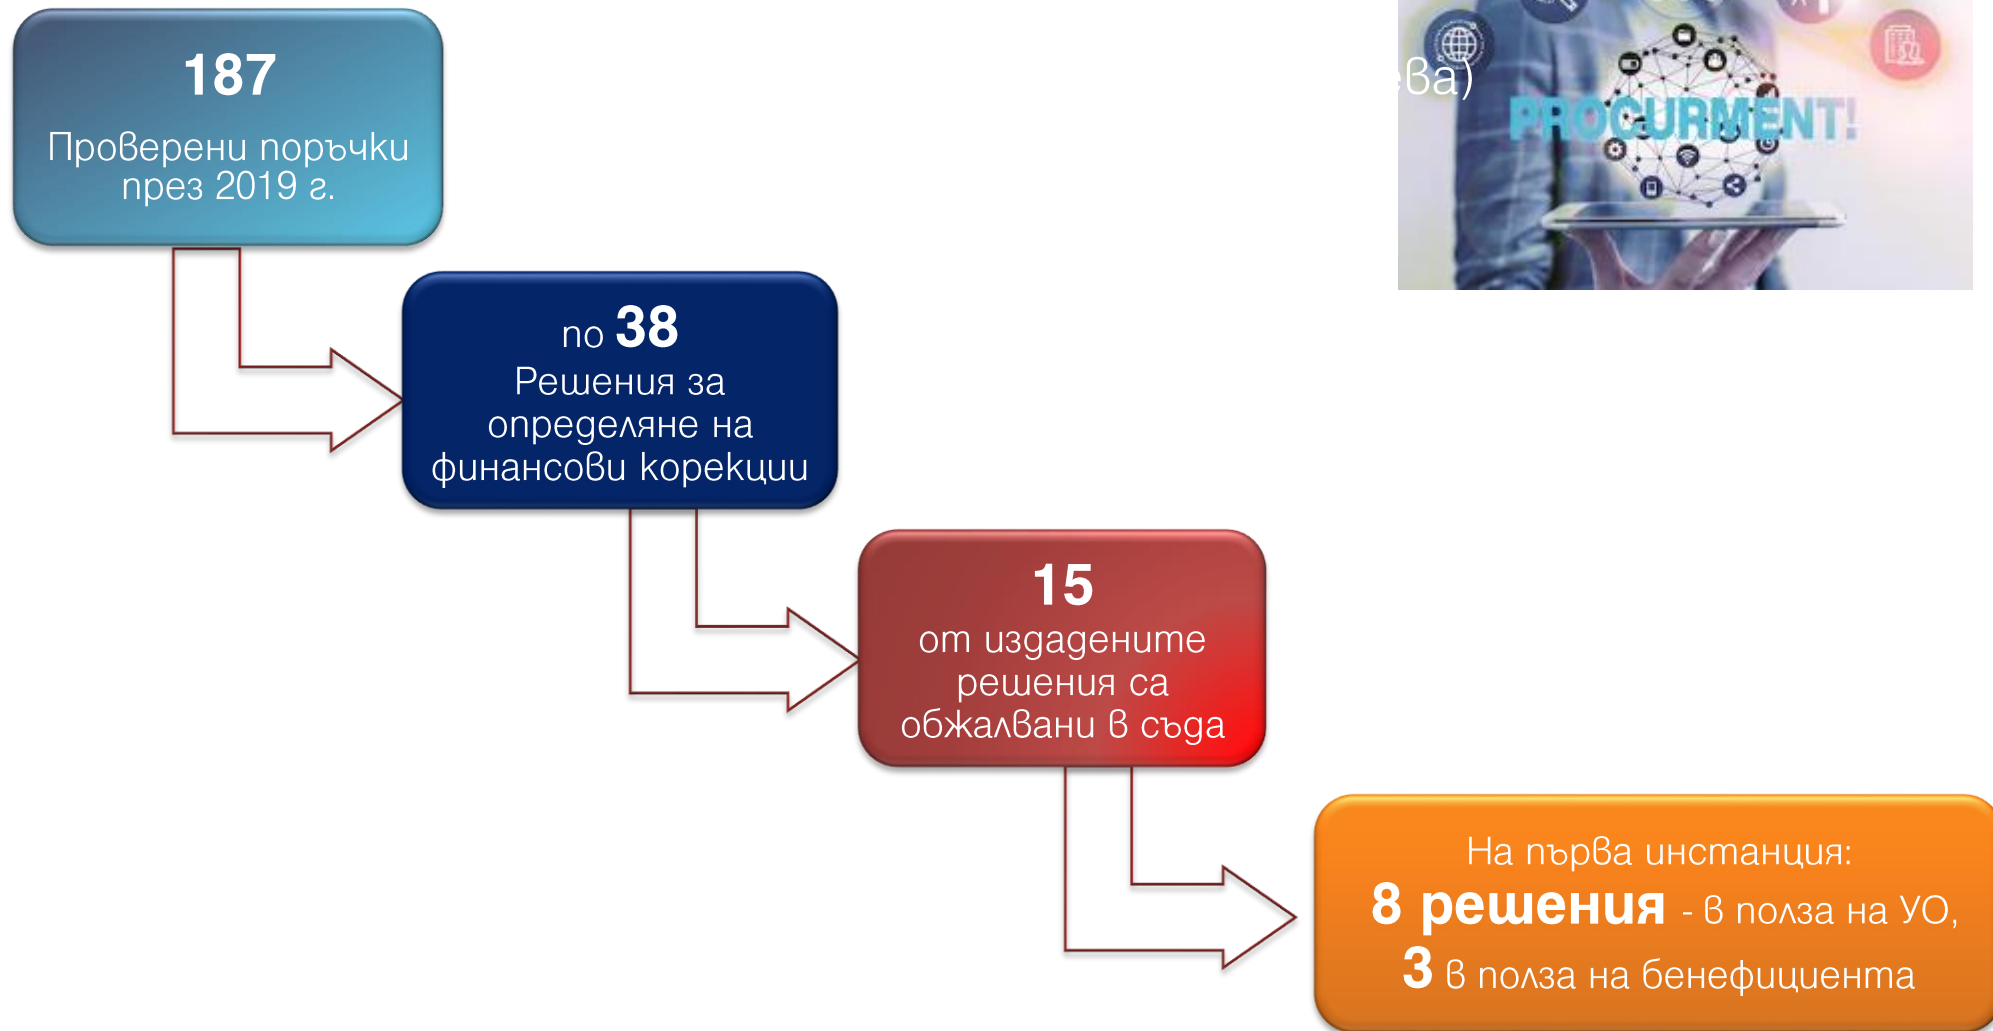 187
Проверени поръчки
през 2019 г.
ева)
PROCURMENT!
по 38
Решения за
определяне на
финансови корекции
15
от издадените
решения са
обжалвани в съда
На първа инстанция:
8 решения - в полза на УО,
3 в полза на бенефициента